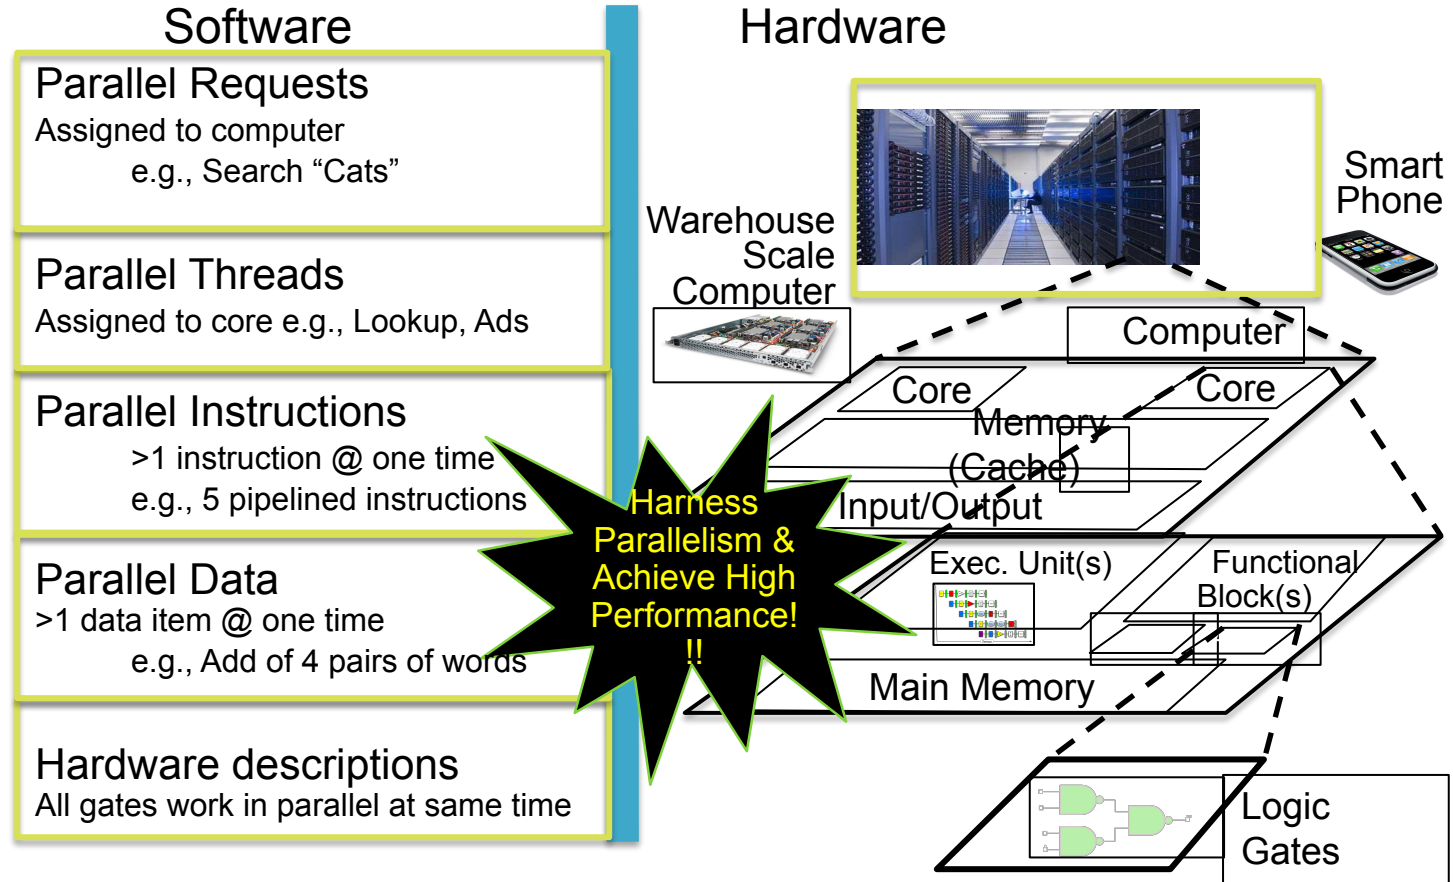 Software
Hardware
Parallel Requests
Assigned to computer
e.g., Search “Cats”
Parallel Threads
Assigned to core e.g., Lookup, Ads
Parallel Instructions
>1 instruction @ one time
e.g., 5 pipelined instructions
Parallel Data
>1 data item @ one time
e.g., Add of 4 pairs of words
Hardware descriptions
All gates work in parallel at same time
Harness
Parallelism &
Achieve High
Performance!
!!
Smart
Phone
Warehouse
Scale
Computer
Computer
Core
Core
Memory
(Cache)
Input/Output
Exec. Unit(s)
Functional
Block(s)
Main Memory
Logic
Gates